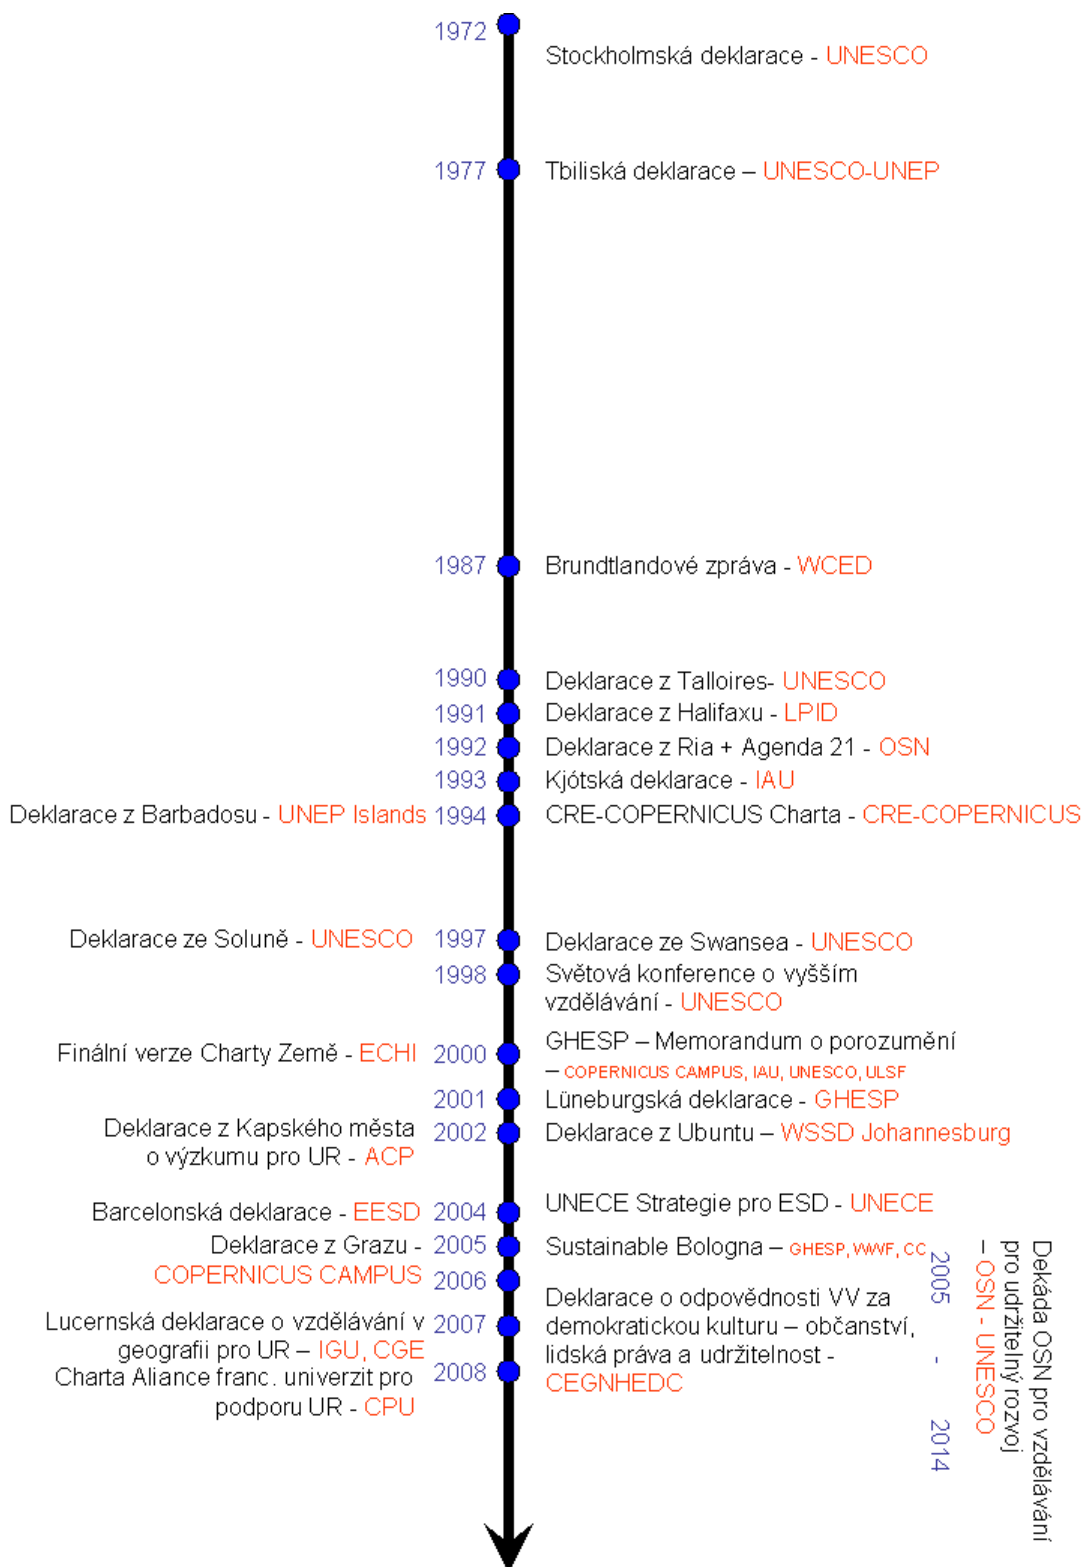 1972
Stockholmská deklarace - UNESCO
1977
Tbiliská deklarace – UNESCO-UNEP
1987
Brundtlandové zpráva - WCED
1990
Deklarace z Talloires- UNESCO
1991
Deklarace z Halifaxu - LPID
1992
Deklarace z Ria + Agenda 21 - OSN
1993
Kjótská deklarace - IAU
Deklarace z Barbadosu - UNEP Islands
1994
CRE-COPERNICUS Charta - CRE-COPERNICUS
Deklarace ze Soluně - UNESCO
1997
Deklarace ze Swansea - UNESCO
1998
Světová konference o vyšším
vzdělávání - UNESCO
Finální verze Charty Země - ECHI
2000
GHESP – Memorandum o porozumění
– COPERNICUS CAMPUS, IAU, UNESCO, ULSF
2001
Lüneburgská deklarace - GHESP
Deklarace z Kapského města
o výzkumu pro UR - ACP
2002
Deklarace z Ubuntu – WSSD Johannesburg
Barcelonská deklarace - EESD
2004
UNECE Strategie pro ESD - UNECE
Deklarace z Grazu -
COPERNICUS CAMPUS
2005
Sustainable Bologna – GHESP, WWF, CC
2006
Deklarace o odpovědnosti VV za
demokratickou kulturu – občanství,
lidská práva a udržitelnost -
CEGNHEDC
Lucernská deklarace o vzdělávání v
geografii pro UR – IGU, CGE
2007
Charta Aliance franc. univerzit pro
podporu UR - CPU
2008
Dekáda OSN pro vzdělávání
pro udržitelný rozvoj
– OSN - UNESCO
2005 - 2014